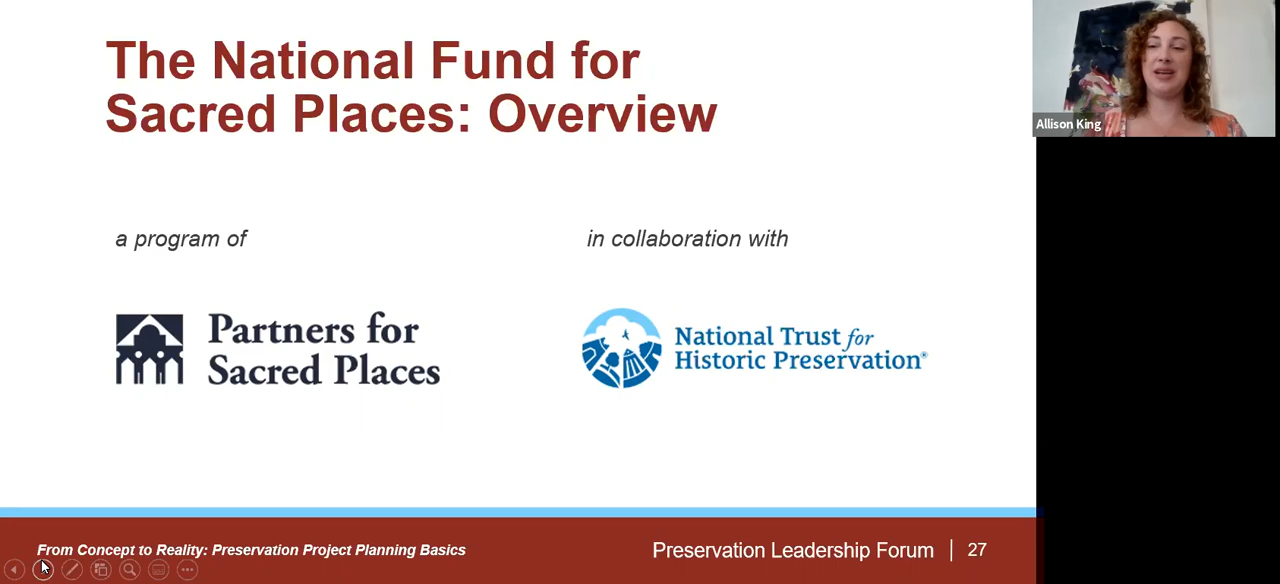 The National Fund for
Sacred Places: Overview
Allison King
a program of
in collaboration with
Partners for
Sacred Places
National Trust for
Historic Preservation®
From Concept to Reality: Preservation Project Planning Basics
Preservation Leadership Forum | 27